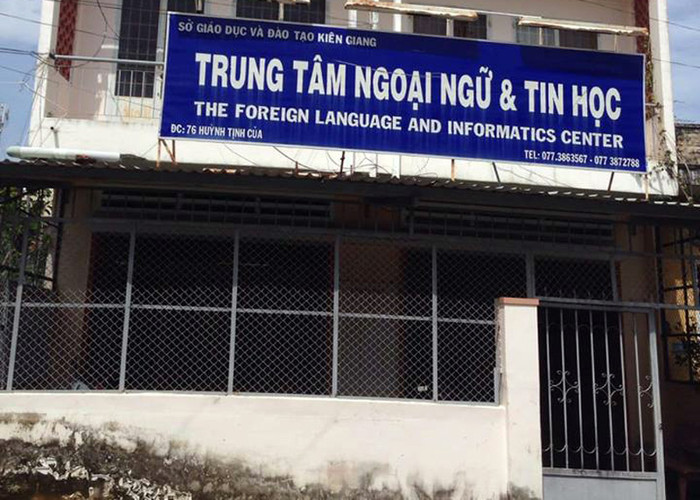 SỞ GIÁO DỤC VÀ ĐÀO TẠO KIÊN GIANG
TRUNG TÂM NGOẠI NGỮ & TIN HỌC
THE FOREIGN LANGUAGE AND INFORMATICS CENTER
ĐC: 76 HUỲNH TỊNH CỦA
TEL: 077.3863567 - 077 3872788